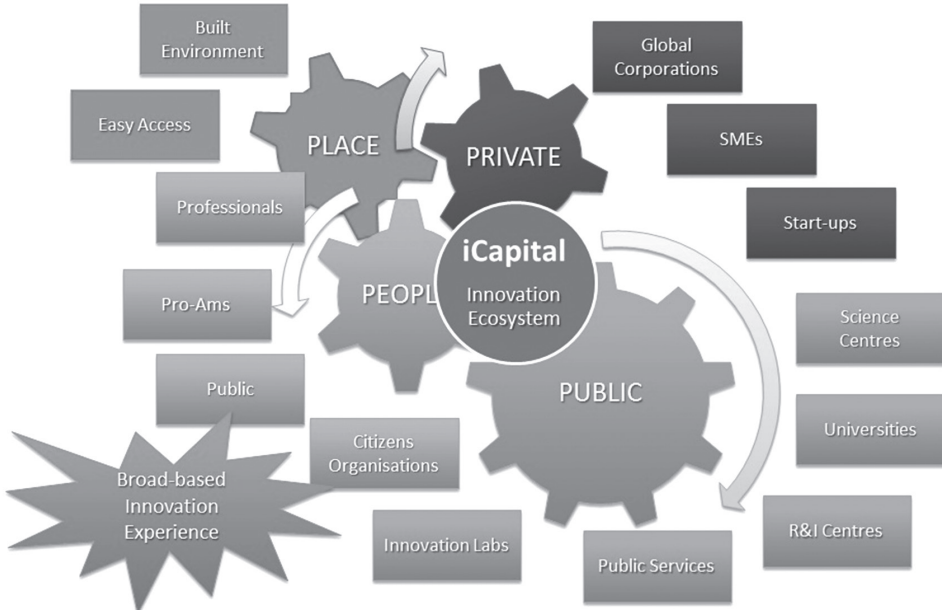 Built
Environment
Easy Access
PLACE
PRIVATE
Global
Corporations
SMEs
Start-ups
Professionals
Pro-Ams
Public
PEOPL
iCapital
Innovation
Ecosystem
PUBLIC
Science
Centres
Universities
R&I Centres
Public Services
Innovation Labs
Citizens
Organisations
Broad-based
Innovation
Experience